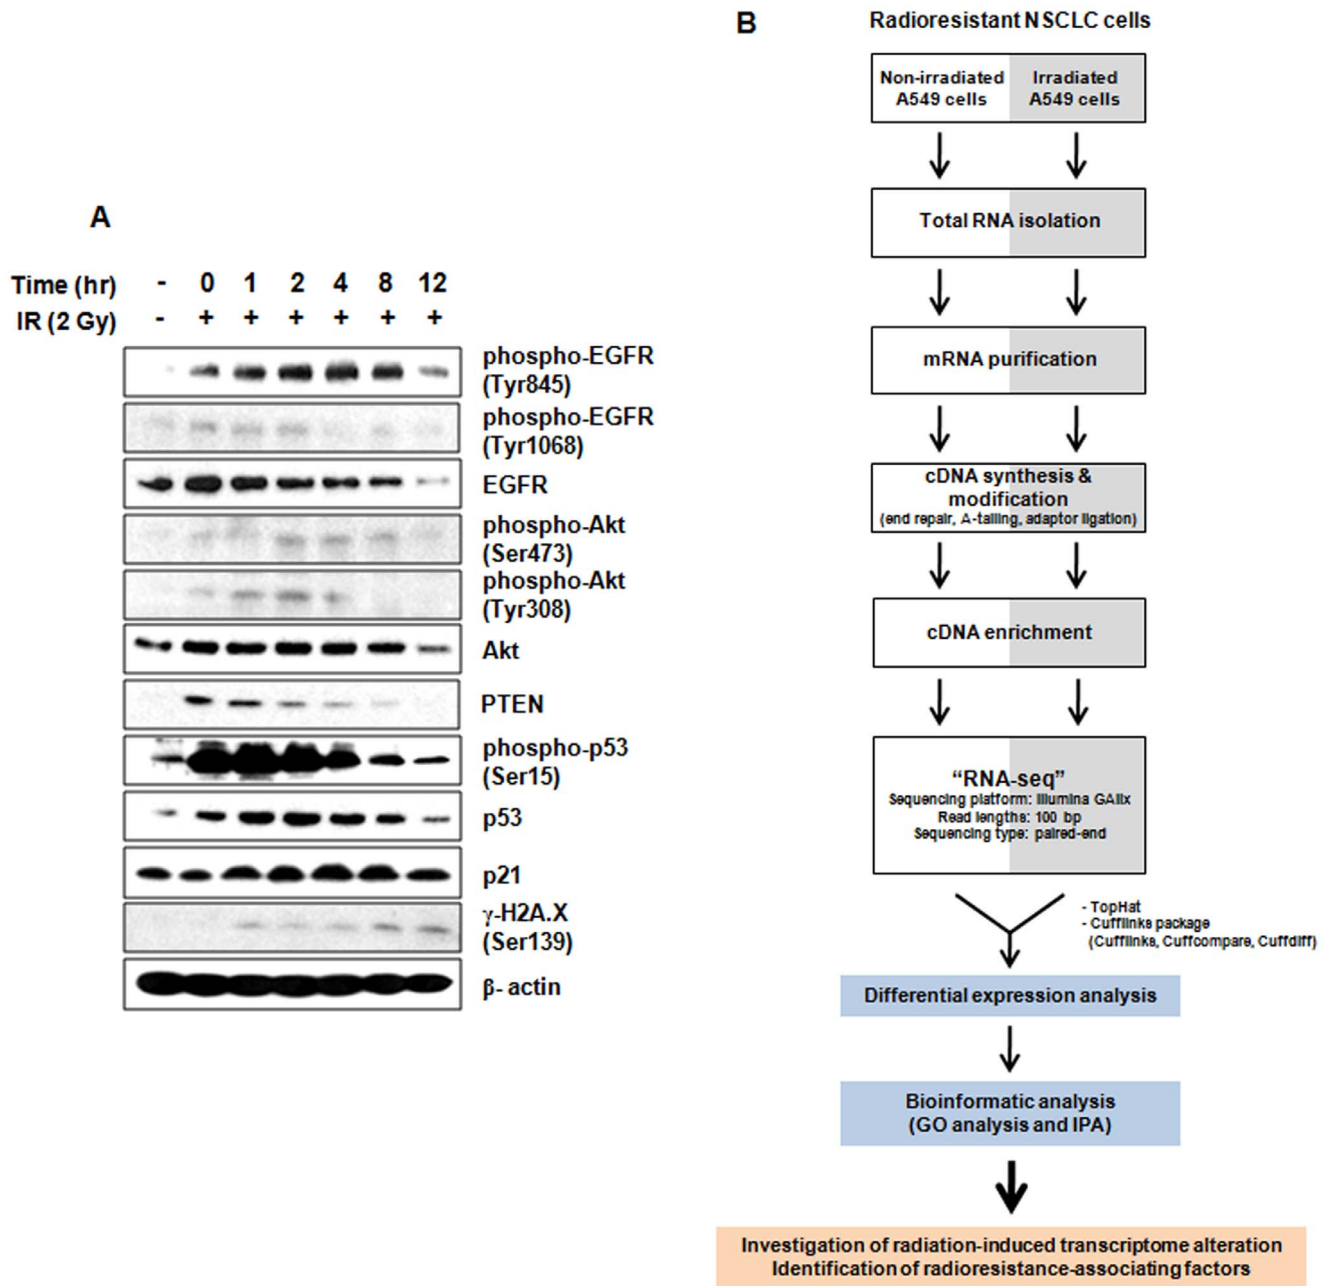 A
Time (hr) - 0 1 2 4 8 12
IR (2 Gy) - + + + + + +
phospho-EGFR
(Tyr845)
phospho-EGFR
(Tyr1068)
EGFR
phospho-Akt
(Ser473)
phospho-Akt
(Tyr308)
Akt
PTEN
phospho-p53
(Ser15)
p53
p21
γ-H2A.X
(Ser139)
β- actin
B
Radioresistant NSCLC cells
Non-irradiated
A549 cells
Irradiated
A549 cells
Total RNA isolation
mRNA purification
cDNA synthesis &
modification
(end repair, A-tailing, adaptor ligation)
cDNA enrichment
“RNA-seq”
Sequencing platform: Illumina GAIIx
Read lengths: 100 bp
Sequencing type: paired-end
- TopHat
- Cufflinks package
(Cufflinks, Cuffcompare, Cuffdiff)
Differential expression analysis
Bioinformatic analysis
(GO analysis and IPA)
Investigation of radiation-induced transcriptome alteration
Identification of radioresistance-associating factors